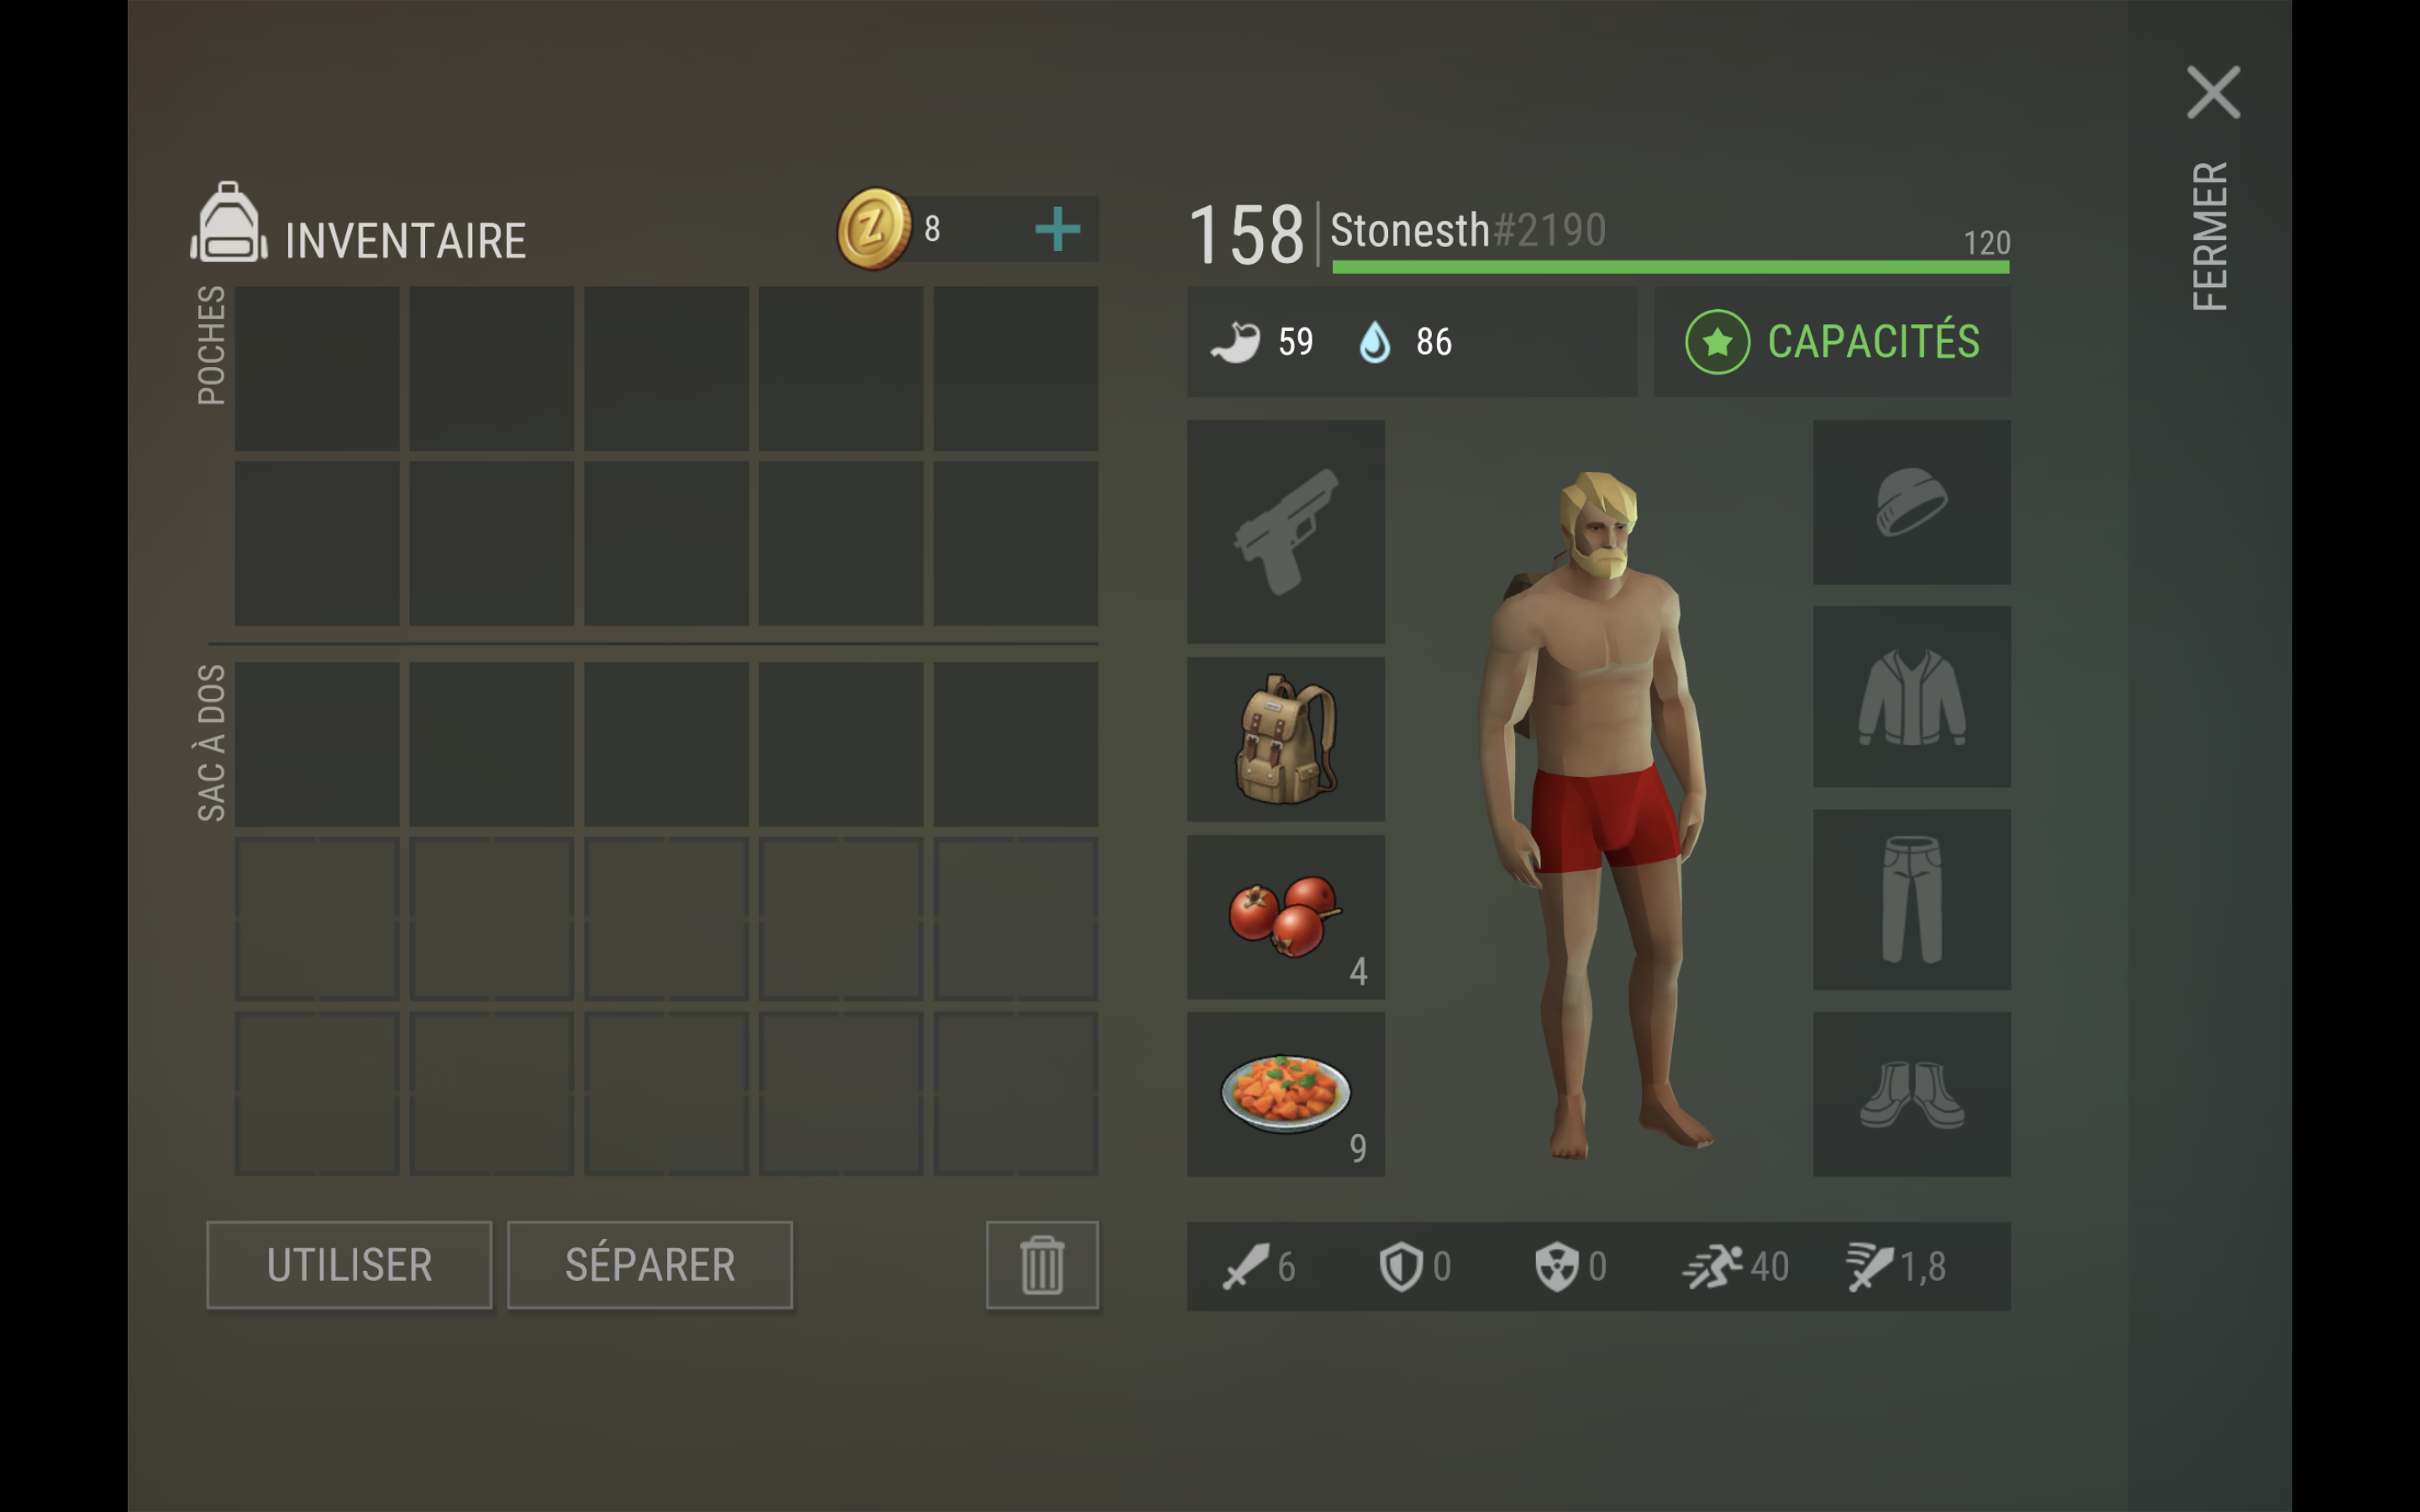 INVENTAIRE
8
POCHES
SAC À DOS
UTILISER
SÉPARER
158
Stonesth#2190
120
59
86
CAPACITÉS
4
9
6
0
0
40
1,8
FERMER